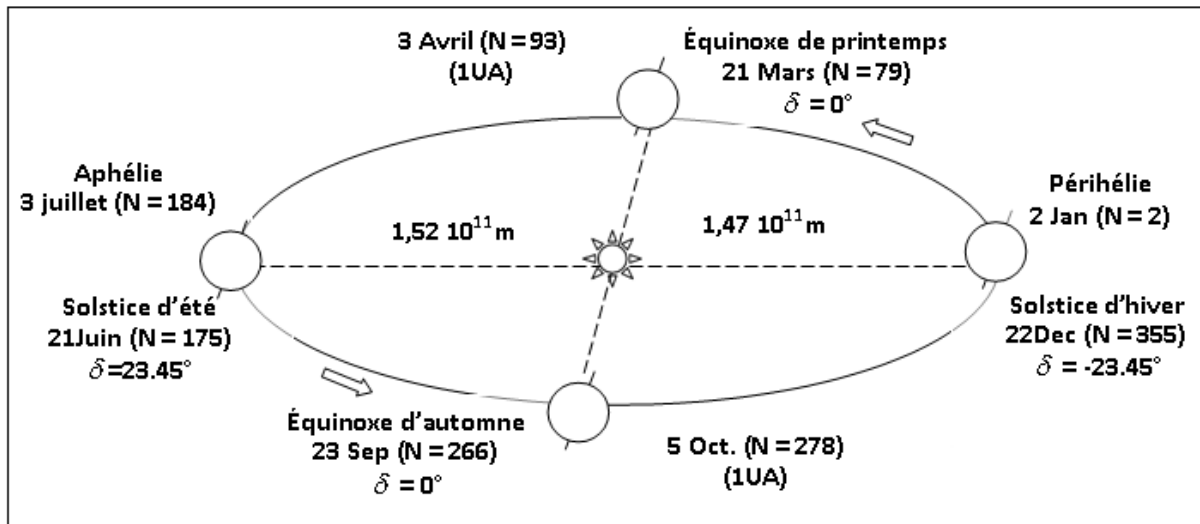 3 Avril (N = 93)
(1UA)
Équinoxe de printemps
21 Mars (N = 79)
δ = 0°
Aphélie
3 juillet (N = 184)
Périhélie
2 Jan (N = 2)
1,52 10¹¹ m
1,47 10¹¹ m
Solstice d'été
21Juin (N = 175)
δ =23.45°
Solstice d'hiver
22Dec (N = 355)
δ = -23.45°
Équinoxe d'automne
23 Sep (N = 266)
δ = 0°
5 Oct. (N = 278)
(1UA)